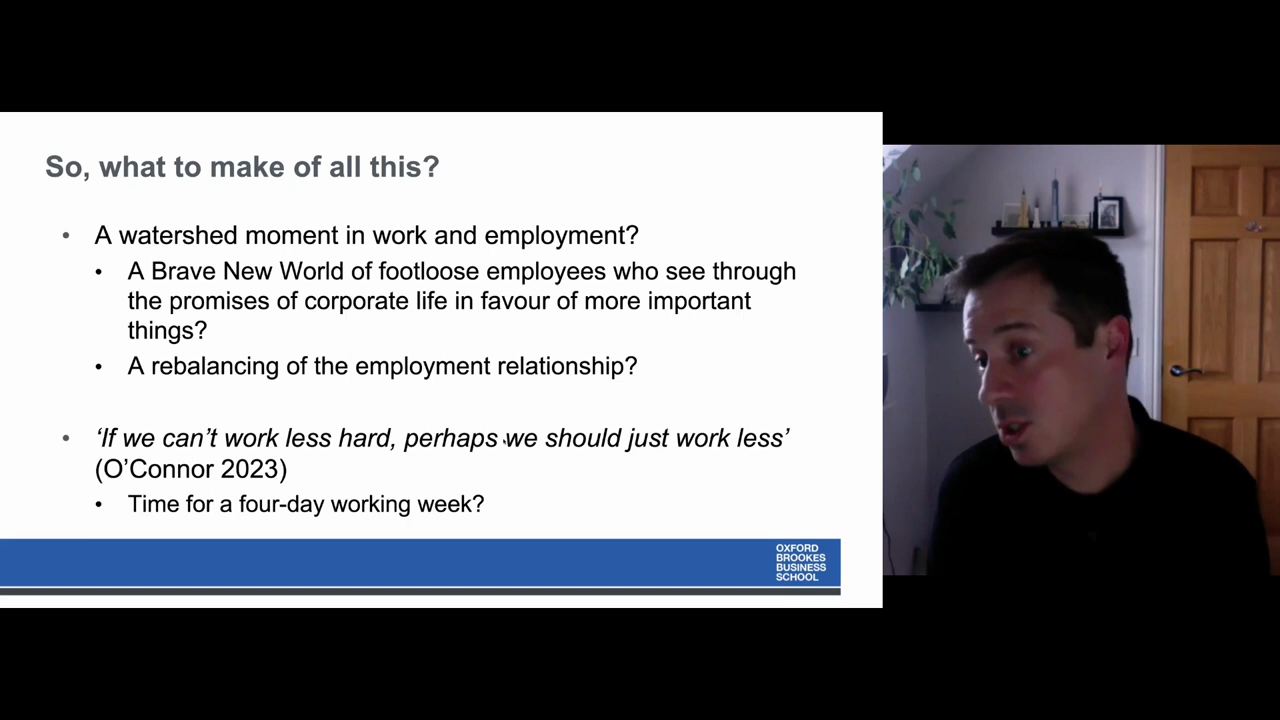 So, what to make of all this?
• A watershed moment in work and employment?
• A Brave New World of footloose employees who see through
the promises of corporate life in favour of more important
things?
• A rebalancing of the employment relationship?
• ‘If we can’t work less hard, perhaps we should just work less’
(O’Connor 2023)
• Time for a four-day working week?
OXFORD
BROOKES
BUSINESS
SCHOOL